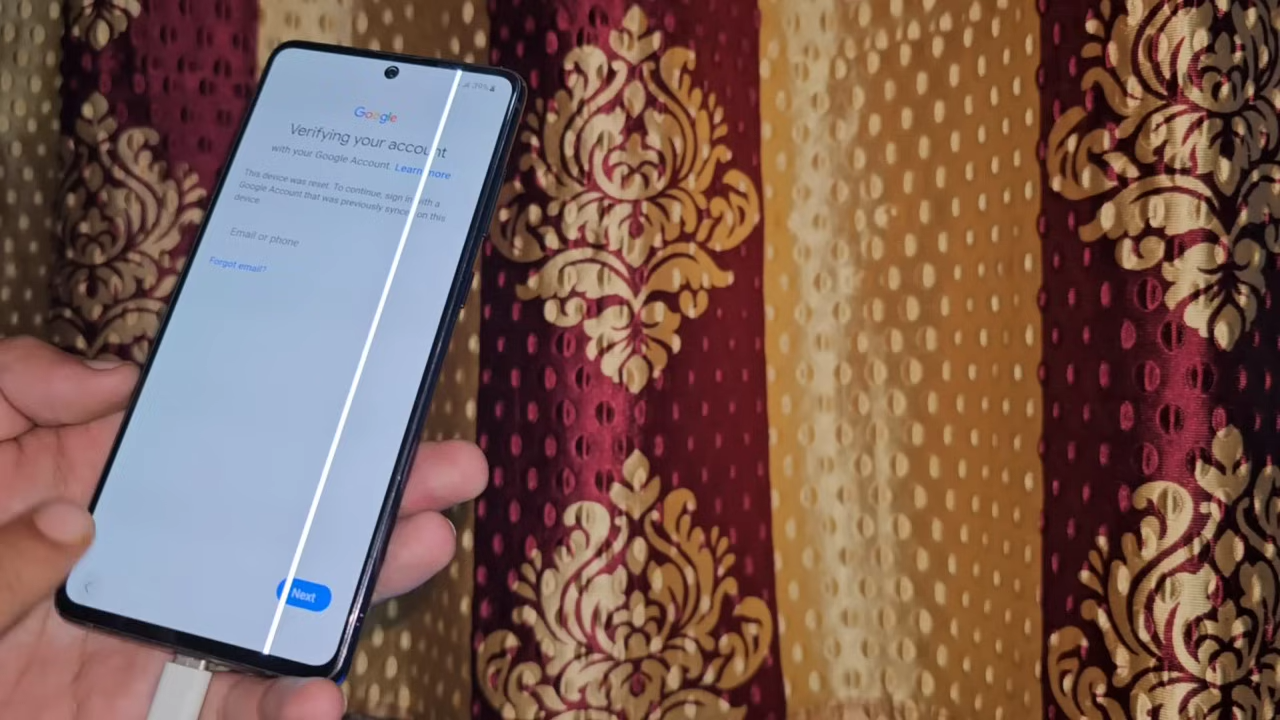 39%
Google
Verifying your account
with your Google Account. Learn more
This device was reset. To continue, sign in with a
Google Account that was previously synced on this
device.
Email or phone
Forgot email?
Next